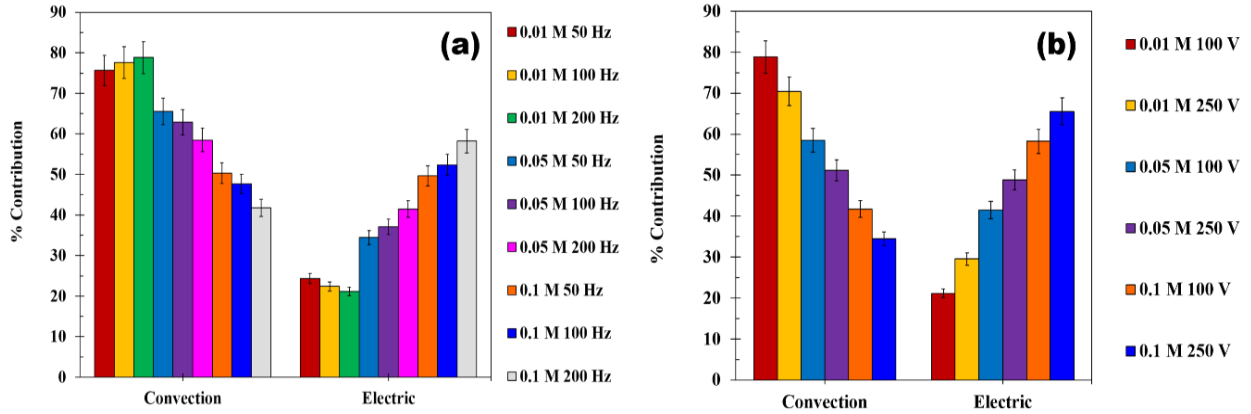 (a)
% Contribution
90
80
70
60
50
40
30
20
10
0
Convection
Electric
0.01 M 50 Hz
0.01 M 100 Hz
0.01 M 200 Hz
0.05 M 50 Hz
0.05 M 100 Hz
0.05 M 200 Hz
0.1 M 50 Hz
0.1 M 100 Hz
0.1 M 200 Hz
(b)
% Contribution
90
80
70
60
50
40
30
20
10
0
Convection
Electric
0.01 M 100 V
0.01 M 250 V
0.05 M 100 V
0.05 M 250 V
0.1 M 100 V
0.1 M 250 V